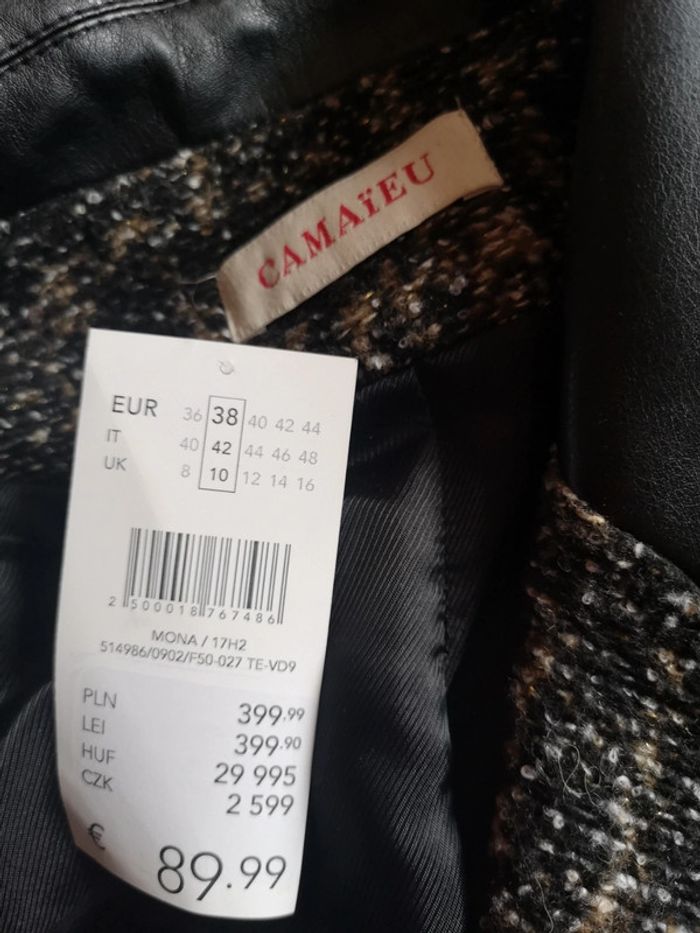 CAMAÏEU
EUR 36 38 40 42 44
IT 40 42 44 46 48
UK 8 10 12 14 16
2 500018 767486
MONA / 17H2
514986/0902/F50-027 TE-VD9
PLN 399.99
LEI 399.90
HUF 29 995
CZK 2 599
€ 89.99